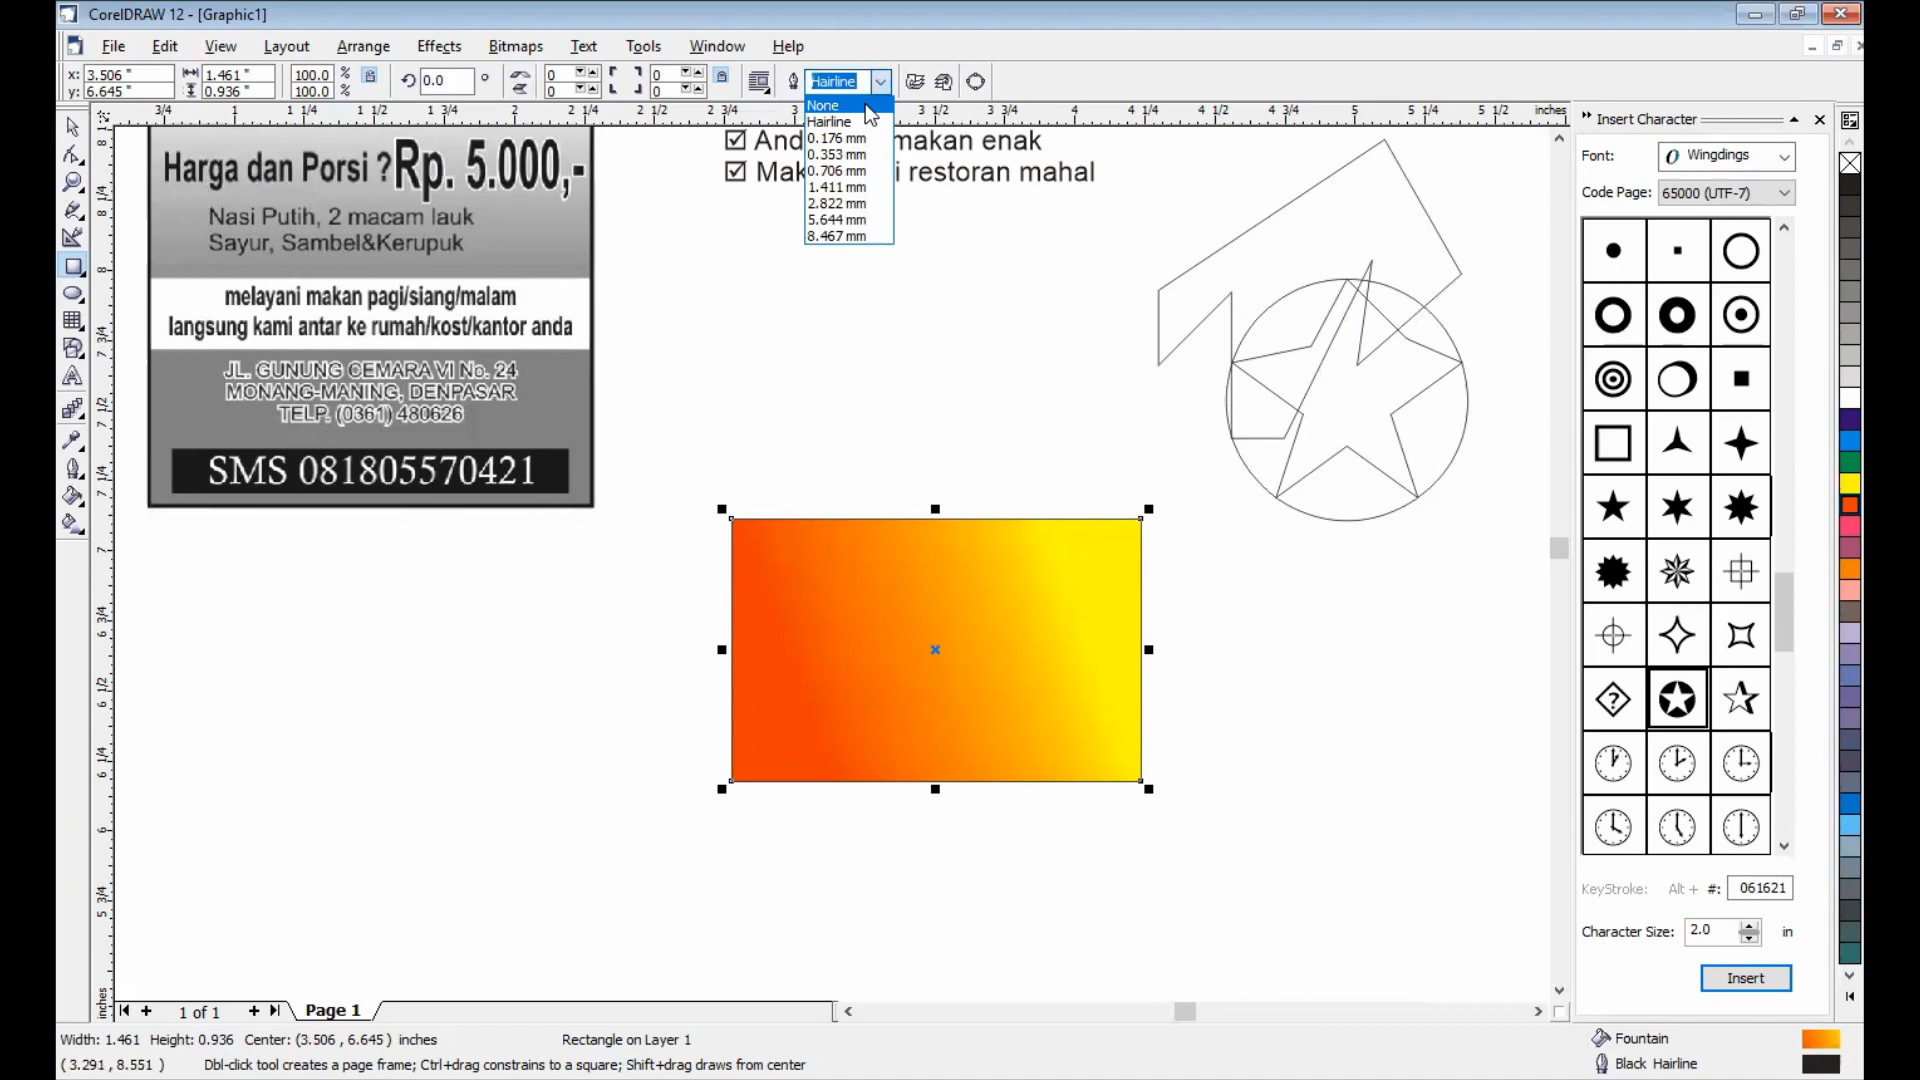 CorelDRAW 12 - [Graphic1]
File Edit View Layout Arrange Effects Bitmaps Text Tools Window Help
x: 3.506 " 1.461 " 100.0 % 0.0 ° 0 0 Hairline
y: 6.645 " 0.936 " 100.0 % 0 0
3/4 1 1 1/4 1 1/2 1 3/4 2 2 1/4 2 1/2 2 3/4 3 3 1/2 3 3/4 4 4 1/4 4 1/2 4 3/4 5 5 1/4 5 1/2 inches
None
Hairline
0.176 mm
0.353 mm
0.706 mm
1.411 mm
2.822 mm
5.644 mm
8.467 mm
Harga dan Porsi ? Rp. 5.000,-
Nasi Putih, 2 macam lauk
Sayur, Sambel&Kerupuk
melayani makan pagi/siang/malam
langsung kami antar ke rumah/kost/kantor anda
JL. GUNUNG CEMARA VI No. 24
MONANG-MANING, DENPASAR
TELP. (0361) 480626
SMS 081805570421
makan enak
restoran mahal
Insert Character
Font: Wingdings
Code Page: 65000 (UTF-7)
KeyStroke: Alt + #: 061621
Character Size: 2.0 in
Insert
1 of 1 Page 1
Width: 1.461 Height: 0.936 Center: (3.506 , 6.645 ) inches Rectangle on Layer 1
Fountain
( 3.291 , 8.551 ) Dbl-click tool creates a page frame; Ctrl+drag constrains to a square; Shift+drag draws from center
Black Hairline